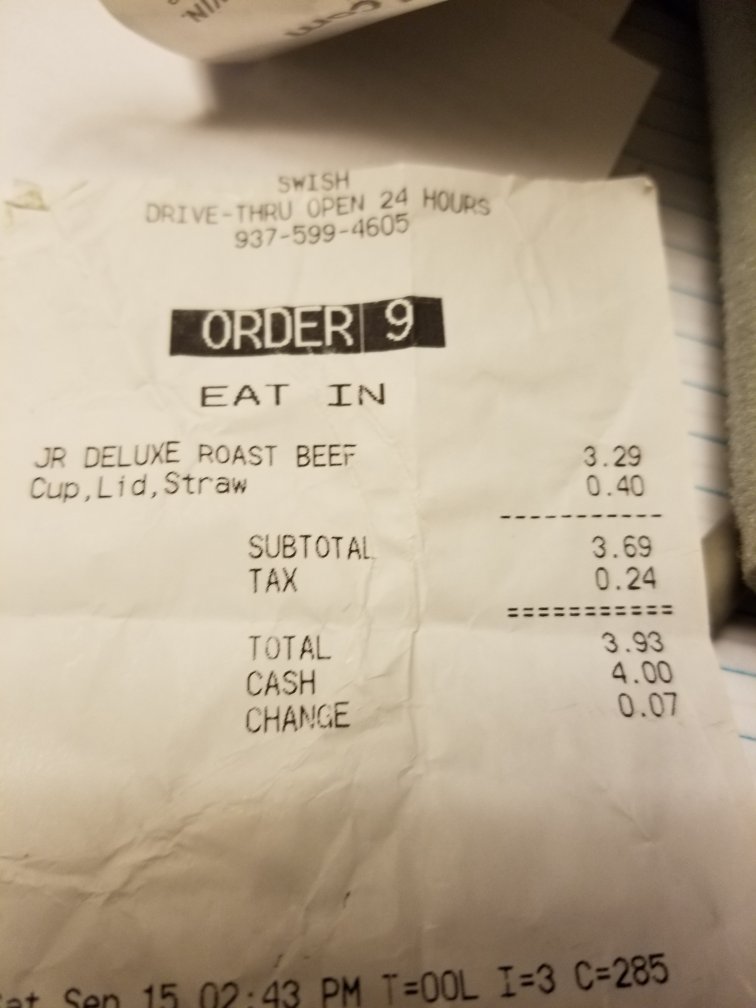 SWISH
DRIVE-THRU OPEN 24 HOURS
937-599-4605
ORDER 9
EAT IN
JR DELUXE ROAST BEEF 3.29
Cup,Lid,Straw 0.40
-----------
SUBTOTAL 3.69
TAX 0.24
===========
TOTAL 3.93
CASH 4.00
CHANGE 0.07
Sat Sep 15 02:43 PM T=00L I=3 C=285